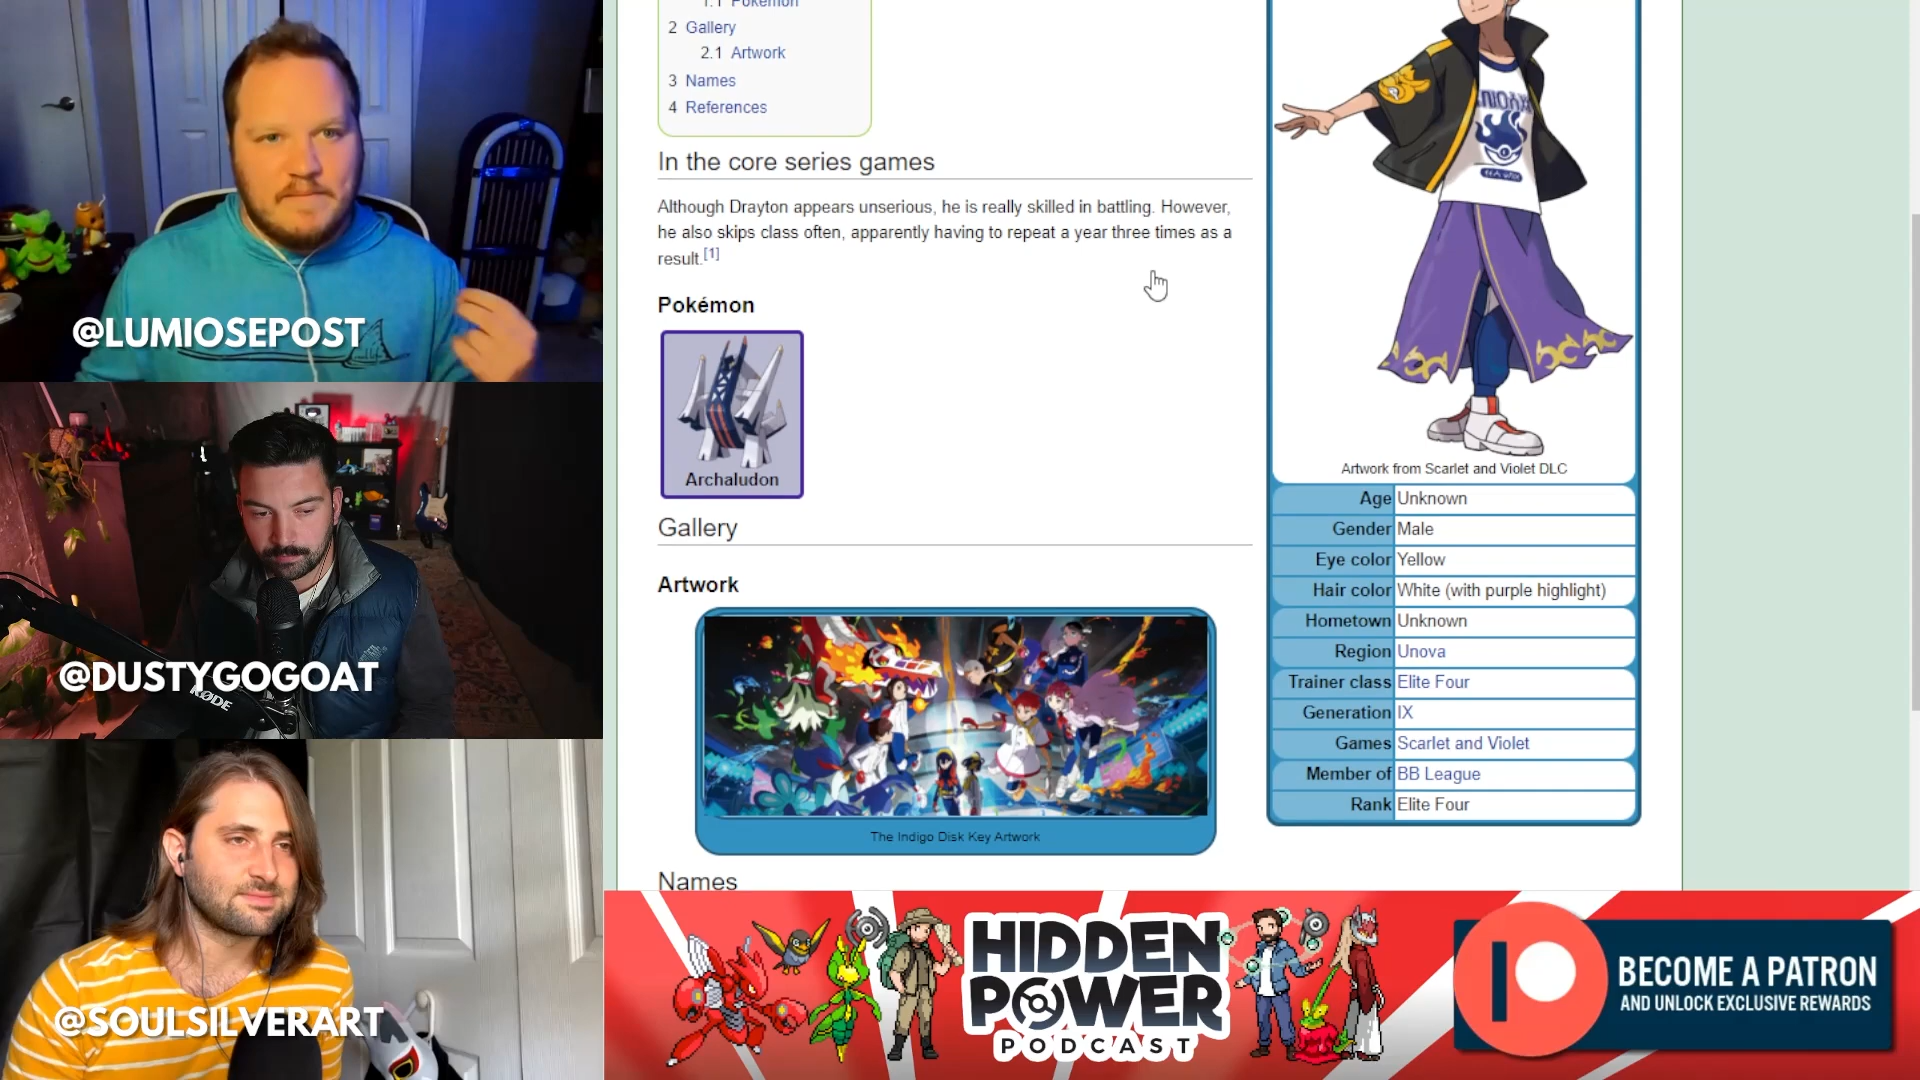 @LUMIOSEPOST
@DUSTYGOGOAT
RØDE
@SOULSILVERART
1.1 Pokémon
2 Gallery
2.1 Artwork
3 Names
4 References
In the core series games
Although Drayton appears unserious, he is really skilled in battling. However,
he also skips class often, apparently having to repeat a year three times as a
result.[1]
Pokémon
Archaludon
Gallery
Artwork
The Indigo Disk Key Artwork
Names
Artwork from Scarlet and Violet DLC
Age Unknown
Gender Male
Eye color Yellow
Hair color White (with purple highlight)
Hometown Unknown
Region Unova
Trainer class Elite Four
Generation IX
Games Scarlet and Violet
Member of BB League
Rank Elite Four
HIDDEN
POWER
PODCAST
BECOME A PATRON
AND UNLOCK EXCLUSIVE REWARDS